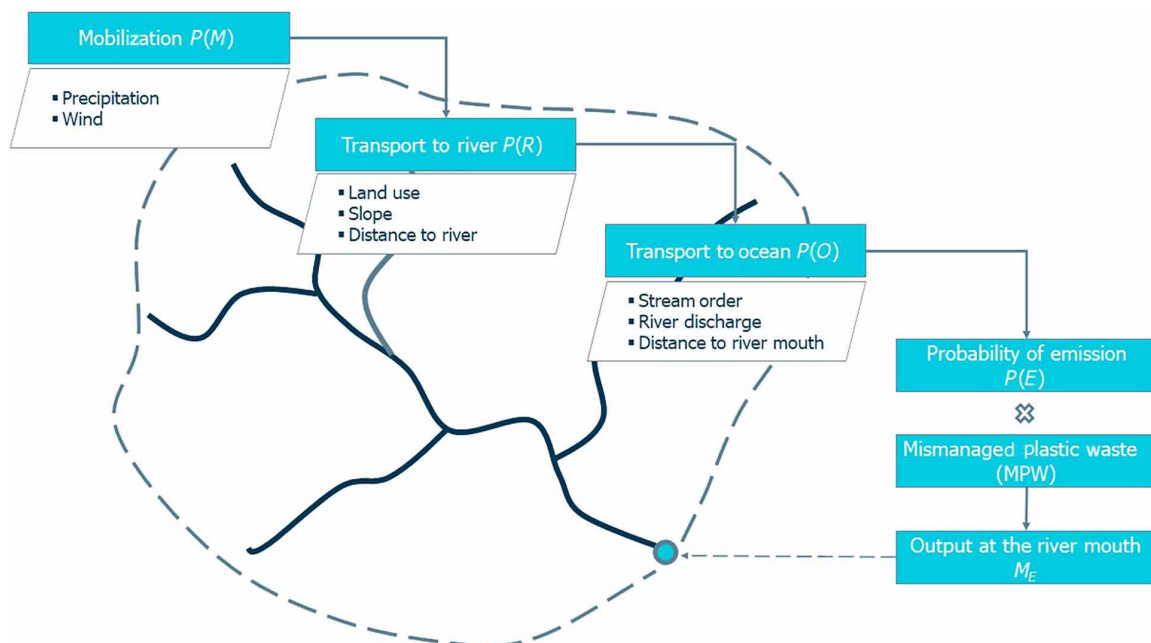 Mobilization P(M)
▪ Precipitation
▪ Wind
Transport to river P(R)
▪ Land use
▪ Slope
▪ Distance to river
Transport to ocean P(O)
▪ Stream order
▪ River discharge
▪ Distance to river mouth
Probability of emission
P(E)
Mismanaged plastic waste
(MPW)
Output at the river mouth
M_E